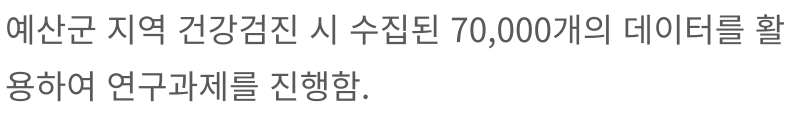 예산군 지역 건강검진 시 수집된 70,000개의 데이터를 활
용하여 연구과제를 진행함.